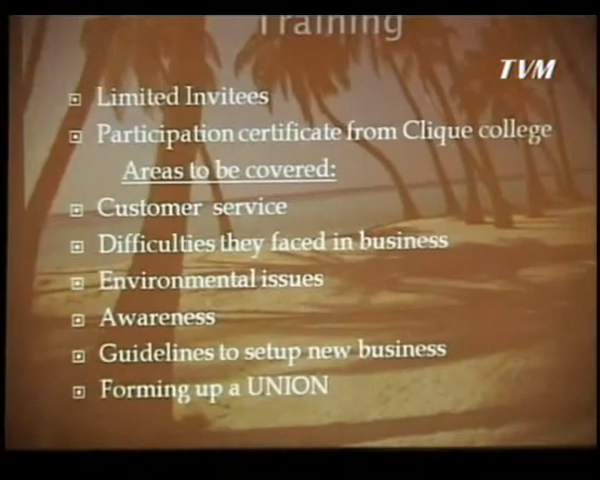 Training
TVM
Limited Invitees
Participation certificate from Clique college
Areas to be covered:
Customer service
Difficulties they faced in business
Environmental issues
Awareness
Guidelines to setup new business
Forming up a UNION